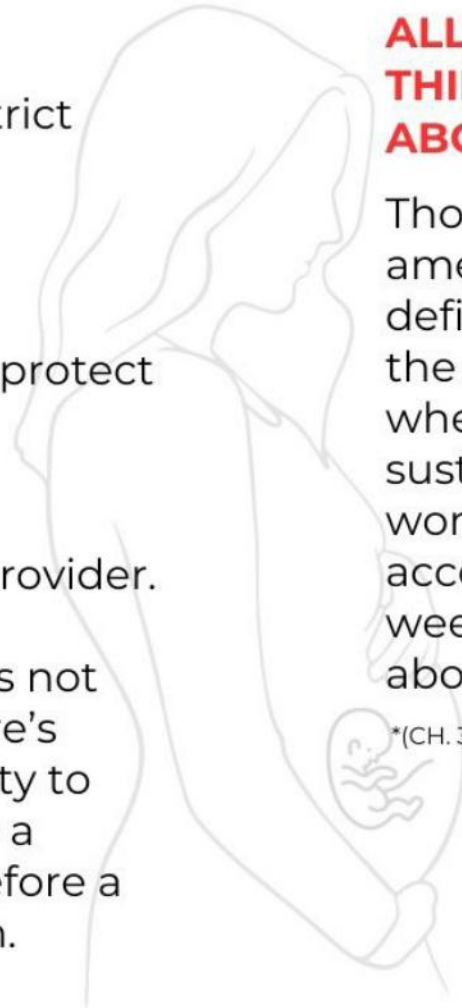 trict
protect
rovider.
s not
e's
ty to
a
efore a
n.
ALL
THI
ABO
Tho
ame
defi
the
whe
sust
wor
acce
wee
abo
*(CH. 3